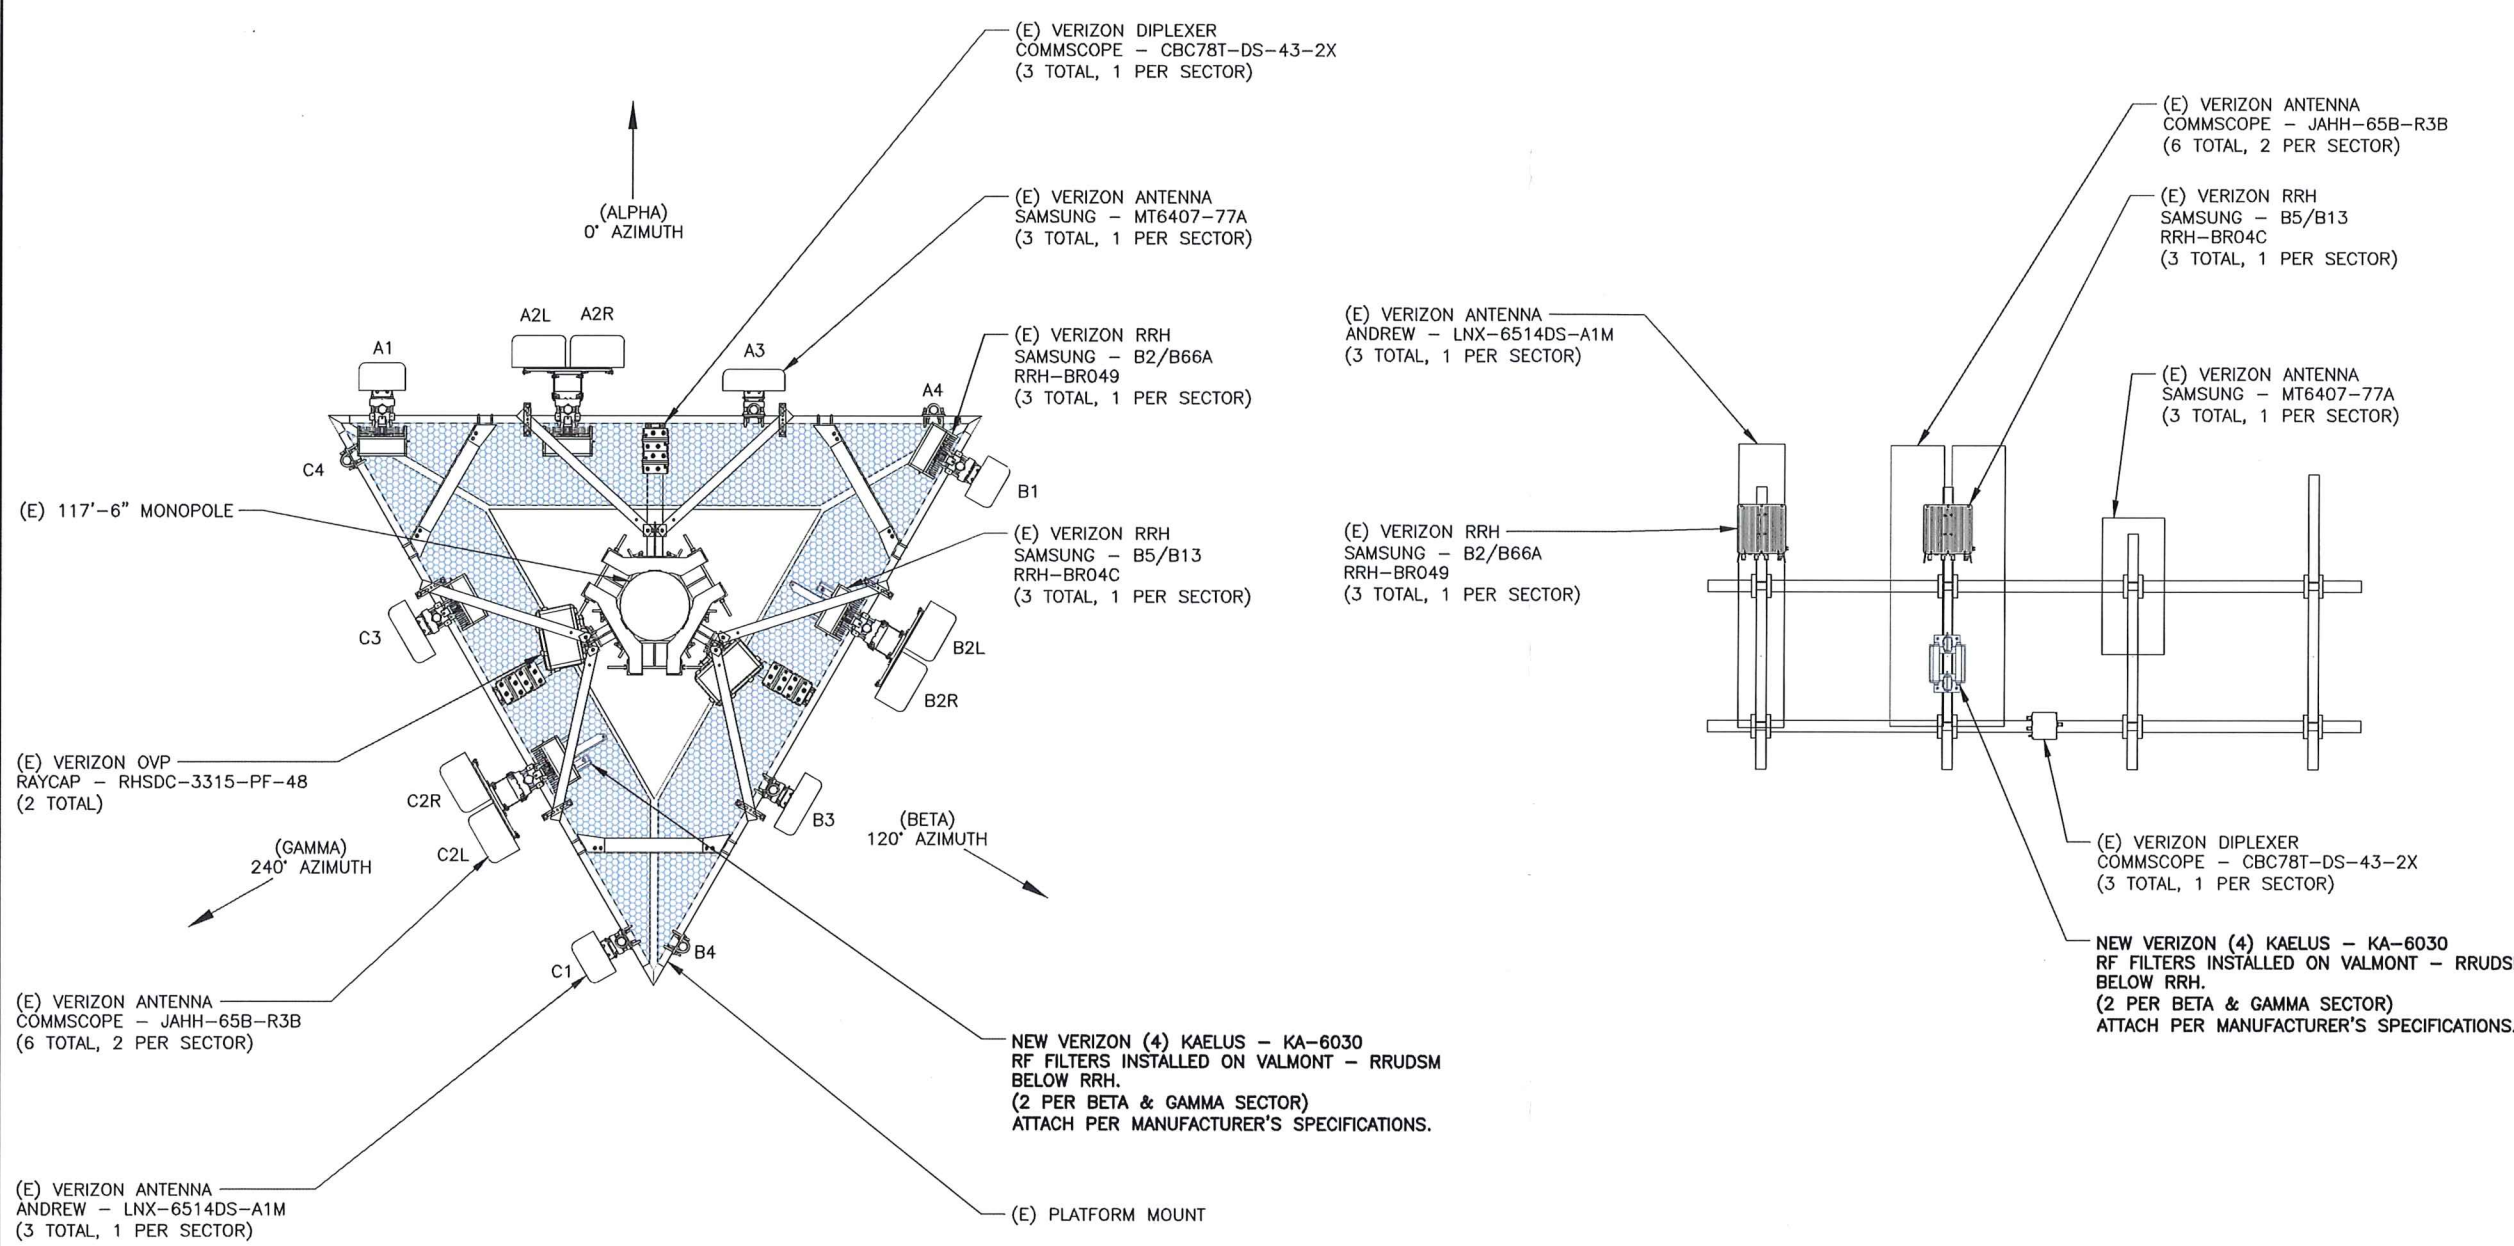 (E) VERIZON DIPLEXER
COMMSCOPE - CBC78T-DS-43-2X
(3 TOTAL, 1 PER SECTOR)
(ALPHA)
0° AZIMUTH
(E) VERIZON ANTENNA
SAMSUNG - MT6407-77A
(3 TOTAL, 1 PER SECTOR)
A1
A2L
A2R
A3
A4
(E) VERIZON RRH
SAMSUNG - B2/B66A
RRH-BR049
(3 TOTAL, 1 PER SECTOR)
C4
B1
(E) 117'-6" MONOPOLE
(E) VERIZON RRH
SAMSUNG - B5/B13
RRH-BR04C
(3 TOTAL, 1 PER SECTOR)
C3
B2L
B2R
(E) VERIZON OVP
RAYCAP - RHSDC-3315-PF-48
(2 TOTAL)
C2R
C2L
B3
(BETA)
120° AZIMUTH
(GAMMA)
240° AZIMUTH
C1
B4
(E) VERIZON ANTENNA
COMMSCOPE - JAHH-65B-R3B
(6 TOTAL, 2 PER SECTOR)
NEW VERIZON (4) KAELUS - KA-6030
RF FILTERS INSTALLED ON VALMONT - RRUDSM
BELOW RRH.
(2 PER BETA & GAMMA SECTOR)
ATTACH PER MANUFACTURER'S SPECIFICATIONS.
(E) VERIZON ANTENNA
ANDREW - LNX-6514DS-A1M
(3 TOTAL, 1 PER SECTOR)
(E) PLATFORM MOUNT
(E) VERIZON ANTENNA
COMMSCOPE - JAHH-65B-R3B
(6 TOTAL, 2 PER SECTOR)
(E) VERIZON RRH
SAMSUNG - B5/B13
RRH-BR04C
(3 TOTAL, 1 PER SECTOR)
(E) VERIZON ANTENNA
ANDREW - LNX-6514DS-A1M
(3 TOTAL, 1 PER SECTOR)
(E) VERIZON ANTENNA
SAMSUNG - MT6407-77A
(3 TOTAL, 1 PER SECTOR)
(E) VERIZON RRH
SAMSUNG - B2/B66A
RRH-BR049
(3 TOTAL, 1 PER SECTOR)
(E) VERIZON DIPLEXER
COMMSCOPE - CBC78T-DS-43-2X
(3 TOTAL, 1 PER SECTOR)
NEW VERIZON (4) KAELUS - KA-6030
RF FILTERS INSTALLED ON VALMONT - RRUDS
BELOW RRH.
(2 PER BETA & GAMMA SECTOR)
ATTACH PER MANUFACTURER'S SPECIFICATIONS.